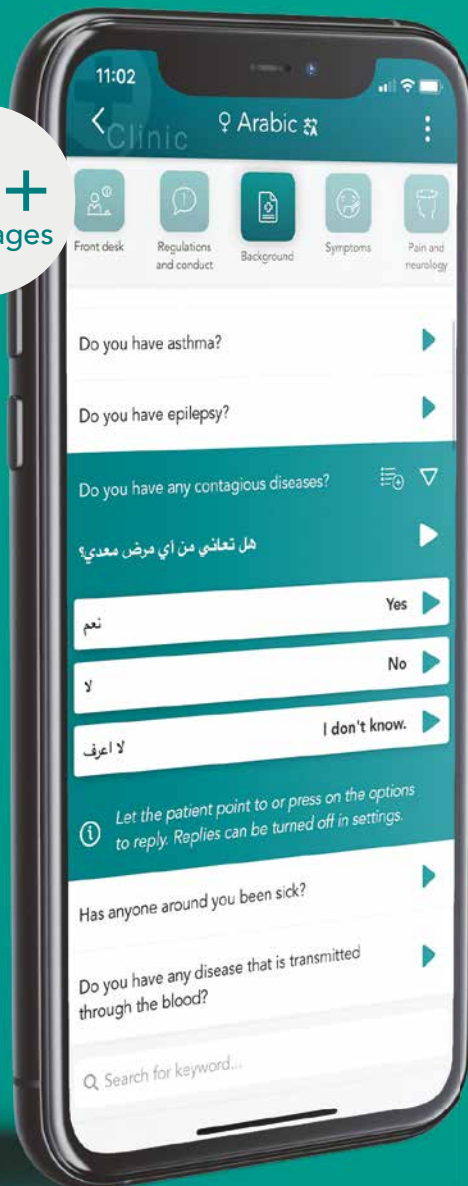 11:02
Clinic
♀ Arabic
Front desk
Regulations
and conduct
Background
Symptoms
Pain and
neurology
+
Do you have asthma?
Do you have epilepsy?
Do you have any contagious diseases?
هل تعاني من أي مرض معدي؟
نعم
Yes
لا
No
لا اعرف
I don't know.
Let the patient point to or press on the options
to reply. Replies can be turned off in settings.
Has anyone around you been sick?
Do you have any disease that is transmitted
through the blood?
Search for keyword...